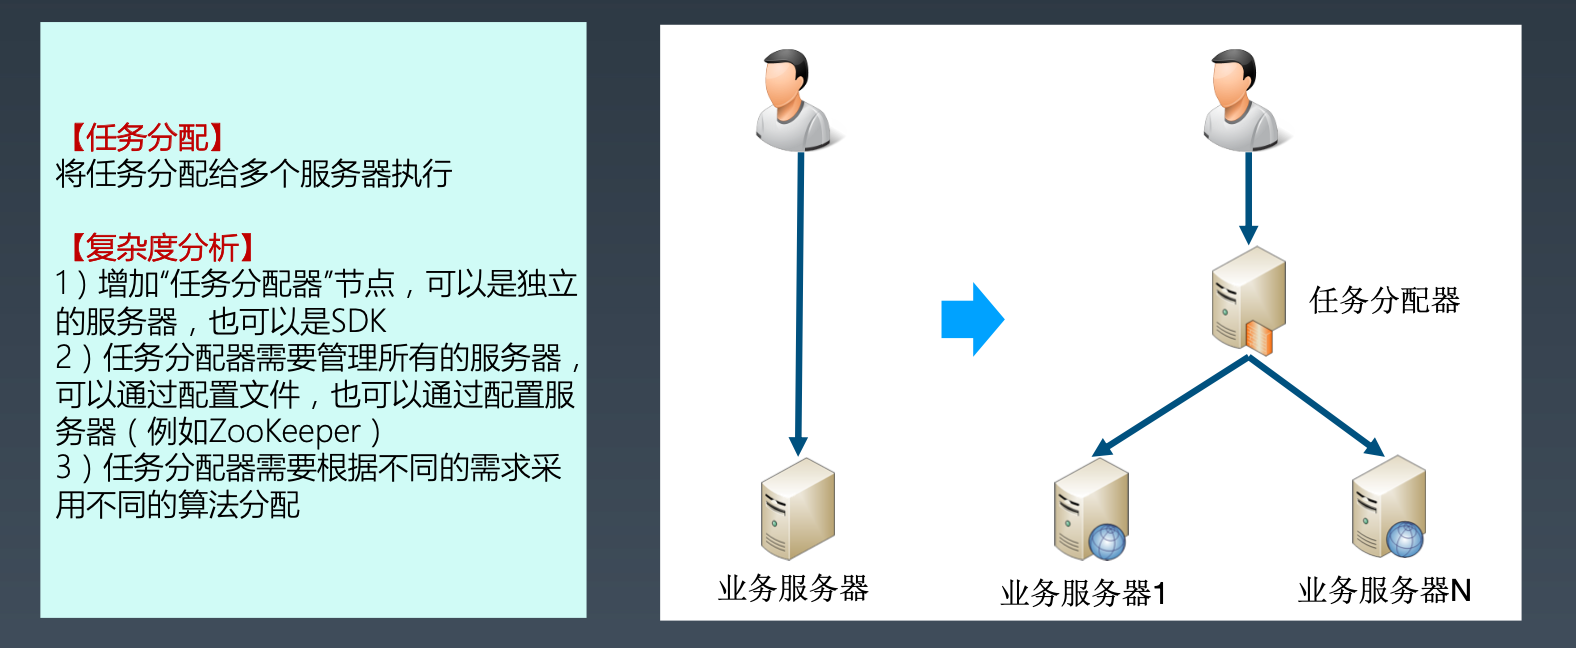 【任务分配】
将任务分配给多个服务器执行
【复杂度分析】
1）增加“任务分配器”节点，可以是独立
的服务器，也可以是SDK
2）任务分配器需要管理所有的服务器，
可以通过配置文件，也可以通过配置服
务器（例如ZooKeeper）
3）任务分配器需要根据不同的需求采
用不同的算法分配
任务分配器
业务服务器
业务服务器1
业务服务器N